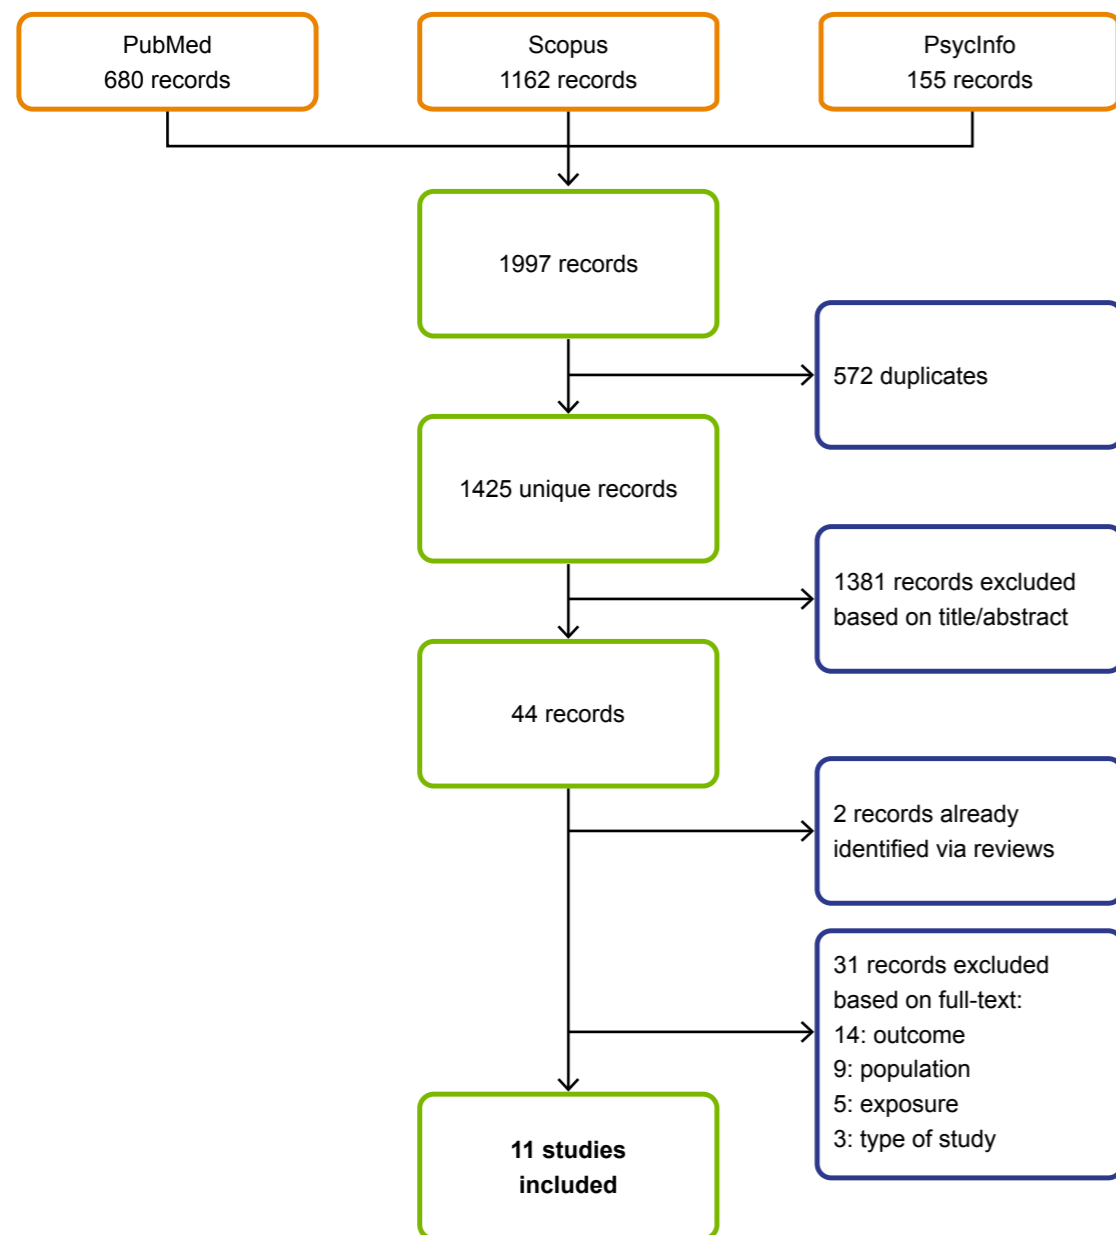 PubMed
680 records
Scopus
1162 records
PsycInfo
155 records
1997 records
572 duplicates
1425 unique records
1381 records excluded
based on title/abstract
44 records
2 records already
identified via reviews
31 records excluded
based on full-text:
14: outcome
9: population
5: exposure
3: type of study
11 studies
included